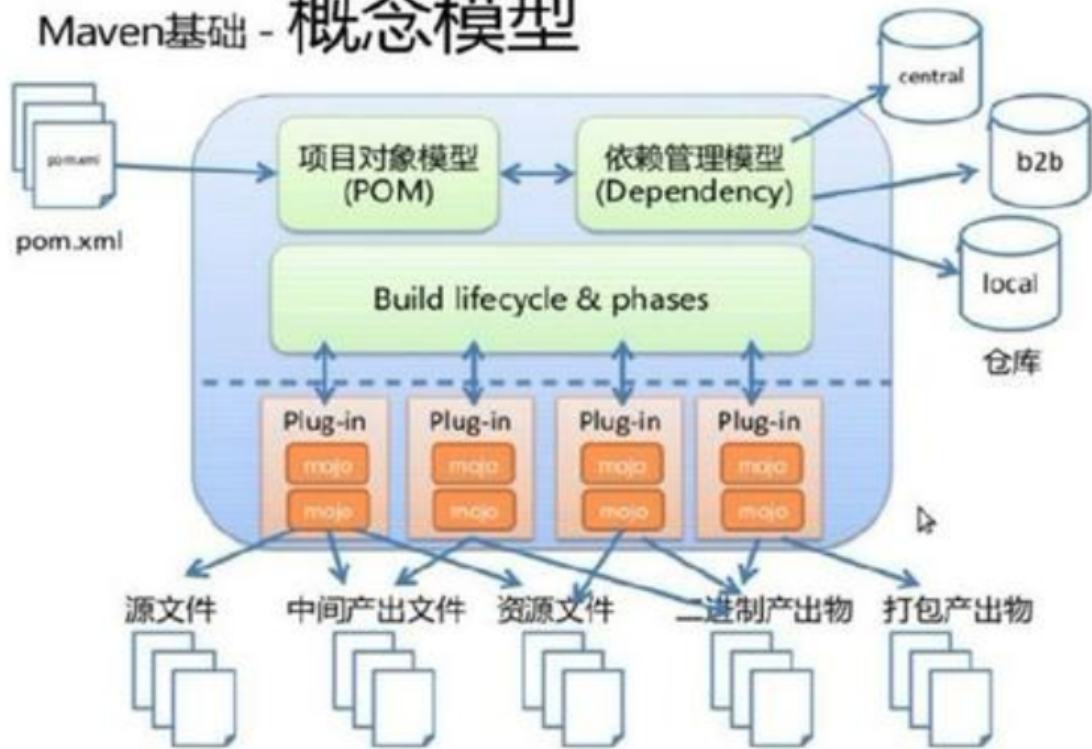 Maven基础 - 概念模型
central
pom.xml
项目对象模型
(POM)
依赖管理模型
(Dependency)
b2b
pom.xml
Build lifecycle & phases
local
仓库
Plug-in
Plug-in
Plug-in
Plug-in
mojo
mojo
mojo
mojo
mojo
mojo
mojo
mojo
源文件
中间产出文件
资源文件
二进制产出物
打包产出物